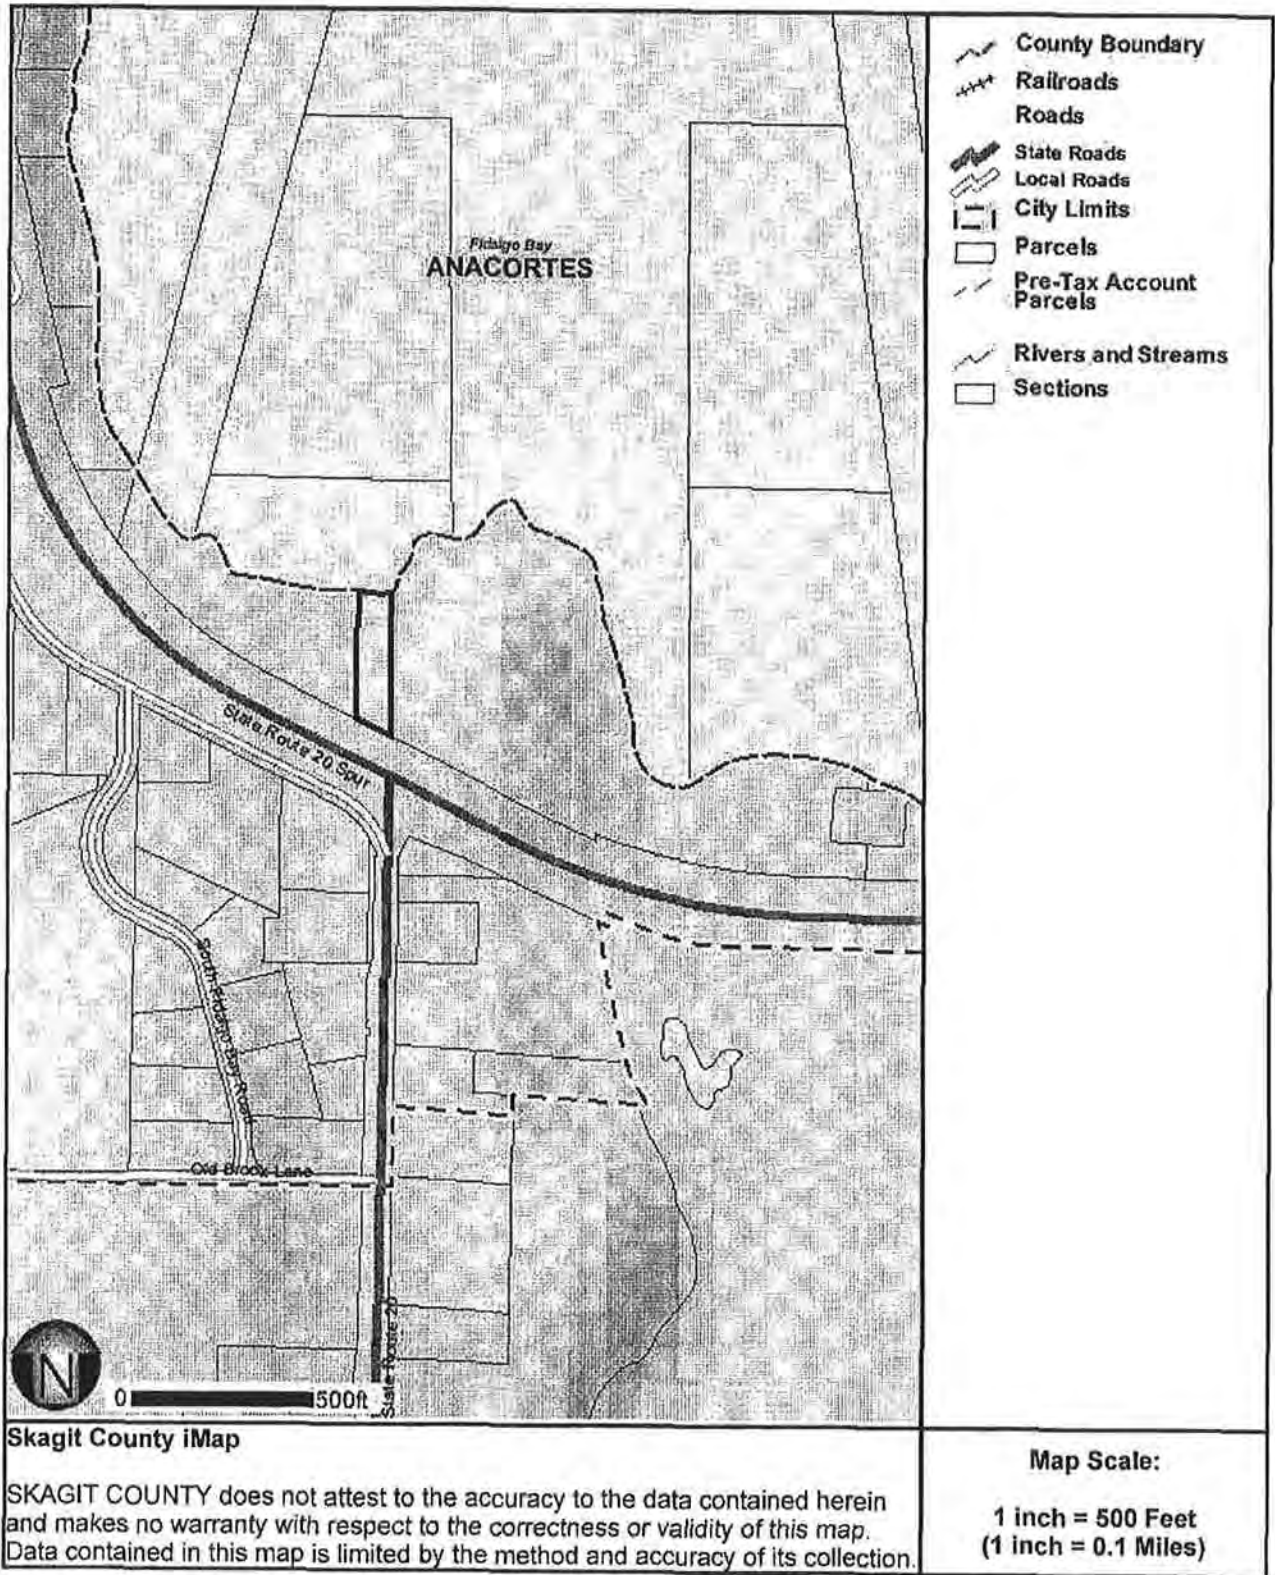 Fidalgo Bay
ANACORTES
State Route 20 Spur
South Fidalgo Bay Road
Old Brook Lane
State Route 20
N
0 500ft
County Boundary
Railroads
Roads
State Roads
Local Roads
City Limits
Parcels
Pre-Tax Account
Parcels
Rivers and Streams
Sections
Skagit County iMap
SKAGIT COUNTY does not attest to the accuracy to the data contained herein
and makes no warranty with respect to the correctness or validity of this map.
Data contained in this map is limited by the method and accuracy of its collection.
Map Scale:
1 inch = 500 Feet
(1 inch = 0.1 Miles)